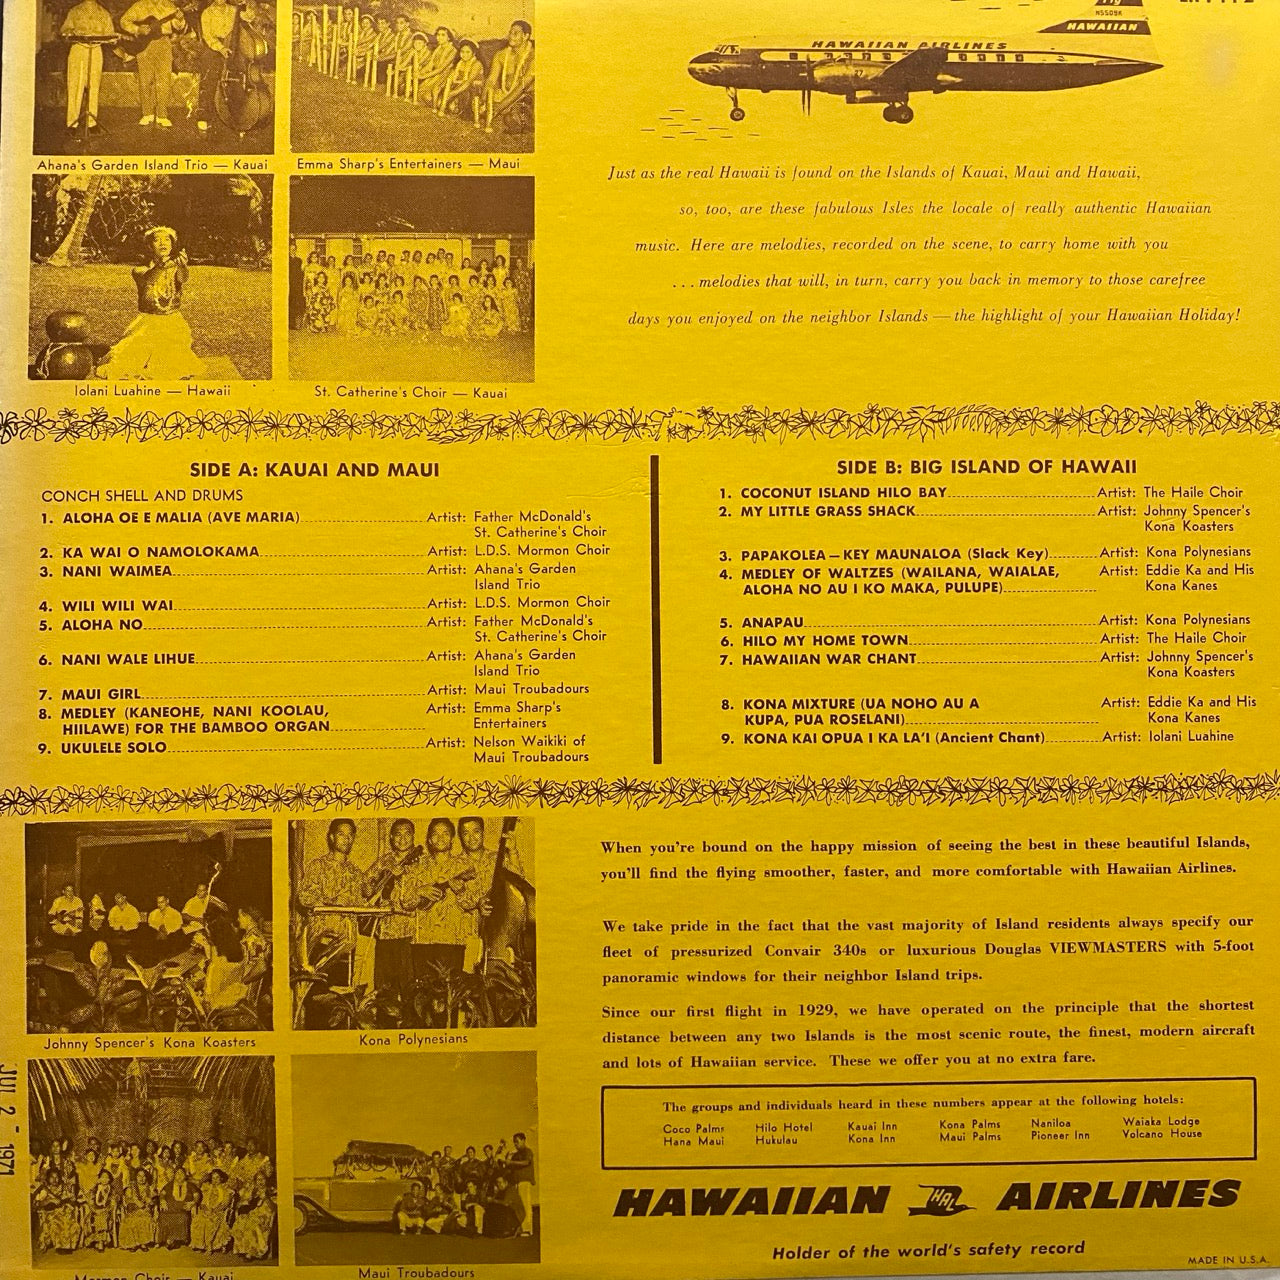 HAWAIIAN AIRLINES
N5509K
HAWAIIAN
27
Ahana's Garden Island Trio — Kauai
Emma Sharp's Entertainers — Maui
Iolani Luahine — Hawaii
St. Catherine's Choir — Kauai
Just as the real Hawaii is found on the Islands of Kauai, Maui and Hawaii,
so, too, are these fabulous Isles the locale of really authentic Hawaiian
music. Here are melodies, recorded on the scene, to carry home with you
... melodies that will, in turn, carry you back in memory to those carefree
days you enjoyed on the neighbor Islands — the highlight of your Hawaiian Holiday!
SIDE A: KAUAI AND MAUI
CONCH SHELL AND DRUMS
1. ALOHA OE E MALIA (AVE MARIA) Artist: Father McDonald's
St. Catherine's Choir
2. KA WAI O NAMOLOKAMA Artist: L.D.S. Mormon Choir
3. NANI WAIMEA Artist: Ahana's Garden
Island Trio
4. WILI WILI WAI Artist: L.D.S. Mormon Choir
5. ALOHA NO Artist: Father McDonald's
St. Catherine's Choir
6. NANI WALE LIHUE Artist: Ahana's Garden
Island Trio
7. MAUI GIRL Artist: Maui Troubadours
8. MEDLEY (KANEOHE, NANI KOOLAU, Artist: Emma Sharp's
HIILAWE) FOR THE BAMBOO ORGAN Entertainers
9. UKULELE SOLO Artist: Nelson Waikiki of
Maui Troubadours
SIDE B: BIG ISLAND OF HAWAII
1. COCONUT ISLAND HILO BAY Artist: The Haile Choir
2. MY LITTLE GRASS SHACK Artist: Johnny Spencer's
Kona Koasters
3. PAPAKOLEA — KEY MAUNALOA (Slack Key) Artist: Kona Polynesians
4. MEDLEY OF WALTZES (WAILANA, WAIALAE, Artist: Eddie Ka and His
ALOHA NO AU I KO MAKA, PULUPE) Kona Kanes
5. ANAPAU Artist: Kona Polynesians
6. HILO MY HOME TOWN Artist: The Haile Choir
7. HAWAIIAN WAR CHANT Artist: Johnny Spencer's
Kona Koasters
8. KONA MIXTURE (UA NOHO AU A Artist: Eddie Ka and His
KUPA, PUA ROSELANI) Kona Kanes
9. KONA KAI OPUA I KA LA'I (Ancient Chant) Artist: Iolani Luahine
Johnny Spencer's Kona Koasters
Kona Polynesians
Mormon Choir — Kauai
Maui Troubadours
JUL 2 - 1971
When you're bound on the happy mission of seeing the best in these beautiful Islands,
you'll find the flying smoother, faster, and more comfortable with Hawaiian Airlines.
We take pride in the fact that the vast majority of Island residents always specify our
fleet of pressurized Convair 340s or luxurious Douglas VIEWMASTERS with 5-foot
panoramic windows for their neighbor Island trips.
Since our first flight in 1929, we have operated on the principle that the shortest
distance between any two Islands is the most scenic route, the finest, modern aircraft
and lots of Hawaiian service. These we offer you at no extra fare.
The groups and individuals heard in these numbers appear at the following hotels:
Coco Palms Hilo Hotel Kauai Inn Kona Palms Naniloa Waiaka Lodge
Hana Maui Hukulau Kona Inn Maui Palms Pioneer Inn Volcano House
HAWAIIAN HAL AIRLINES
Holder of the world's safety record
MADE IN U.S.A.